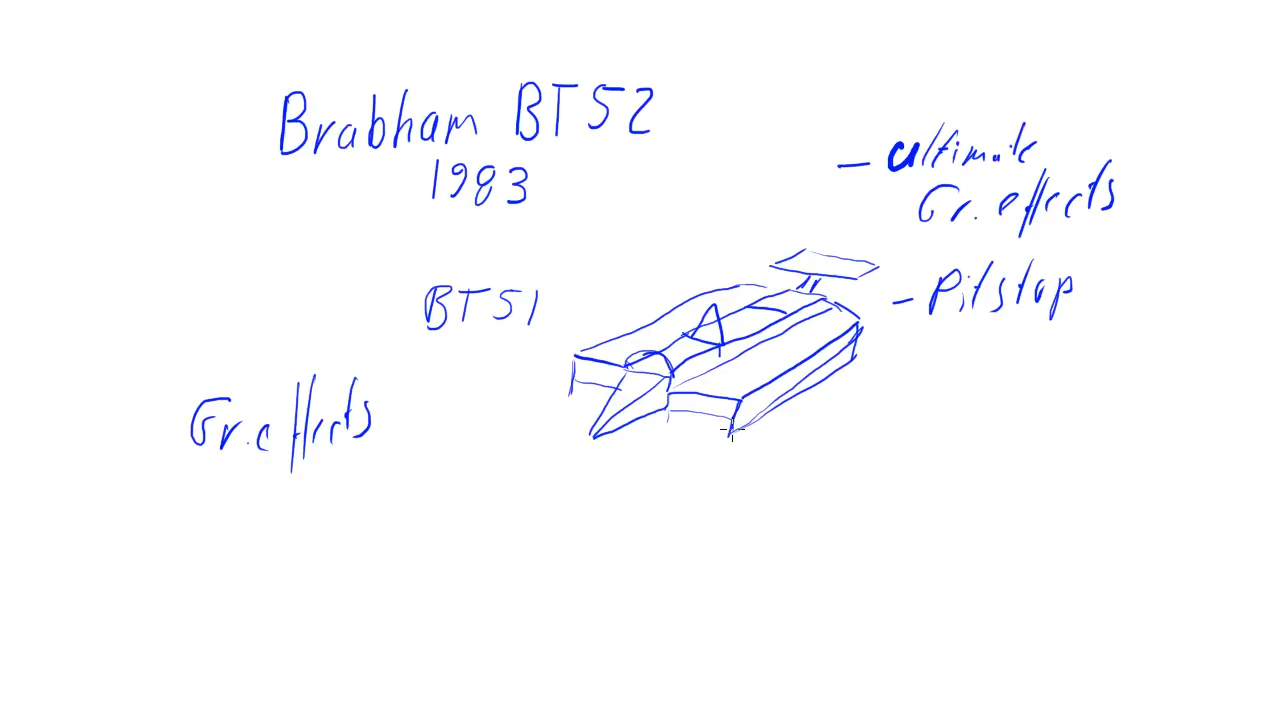 Brabham BT52
1983
- ultimate
Gr. effects
- Pitstop
BT51
Gr. effects